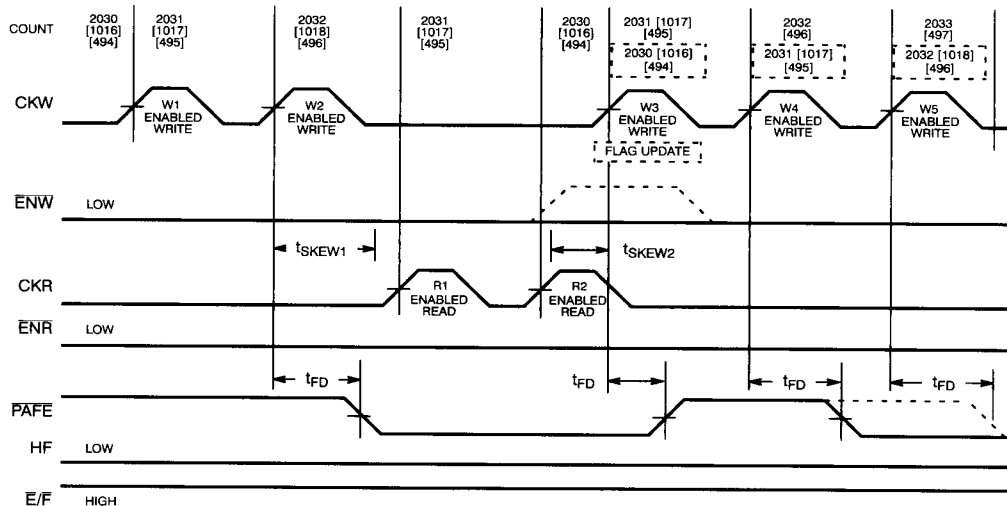 COUNT
2030
[1016]
[494]
2031
[1017]
[495]
2032
[1018]
[496]
2031
[1017]
[495]
2030
[1016]
[494]
2031 [1017]
[495]
2030 [1016]
[494]
2032
[496]
2031 [1017]
[495]
2033
[497]
2032 [1018]
[496]
CKW
W1
ENABLED
WRITE
W2
ENABLED
WRITE
W3
ENABLED
WRITE
W4
ENABLED
WRITE
W5
ENABLED
WRITE
FLAG UPDATE
ENW
LOW
tSKEW1
tSKEW2
CKR
R1
ENABLED
READ
R2
ENABLED
READ
ENR
LOW
tFD
tFD
tFD
tFD
PAFE
HF
LOW
E/F
HIGH